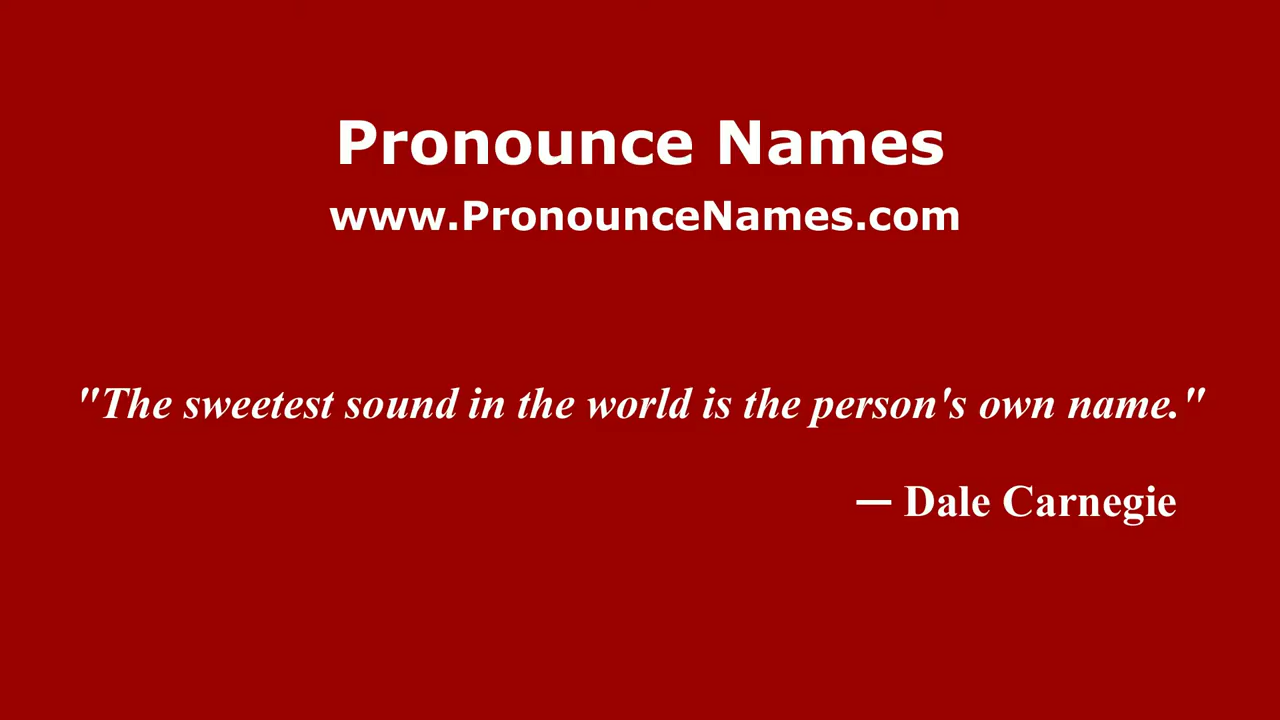 Pronounce Names
www.PronounceNames.com
"The sweetest sound in the world is the person's own name."
— Dale Carnegie